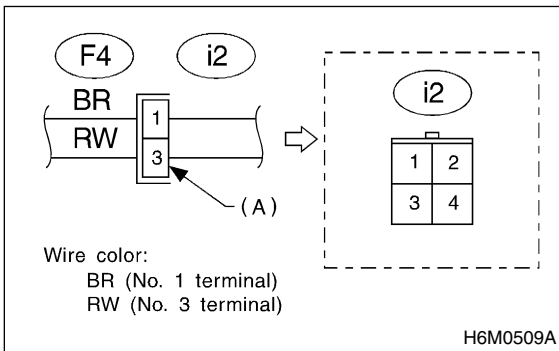 F4 i2
BR
RW
1
3
(A)
i2
1 2
3 4
Wire color:
BR (No. 1 terminal)
RW (No. 3 terminal)
H6M0509A